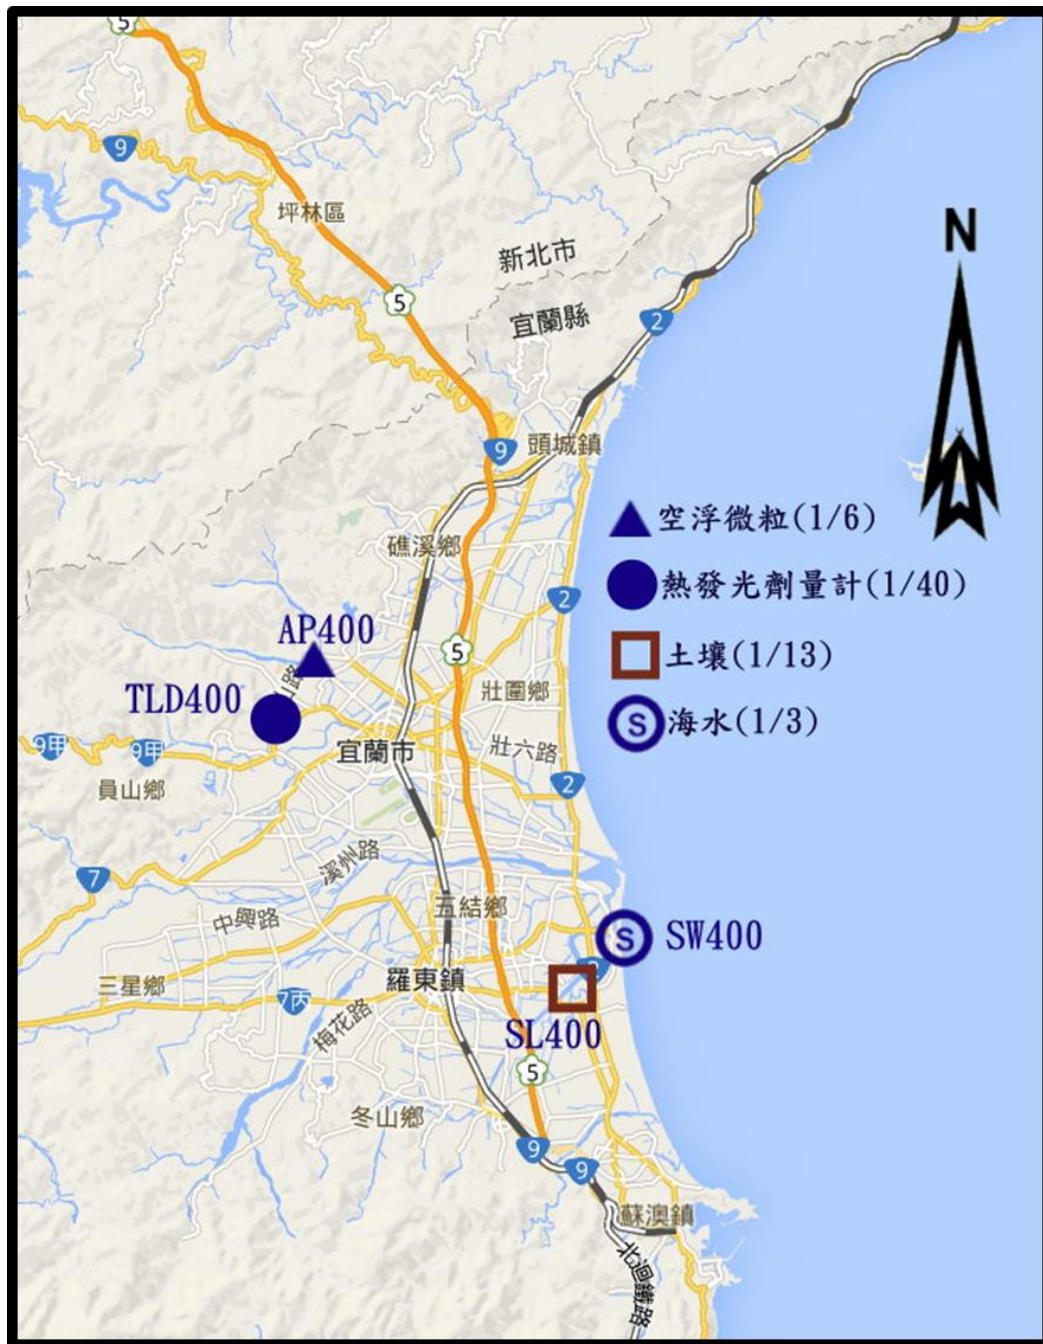 5
9
坪林區
新北市
5
宜蘭縣
2
N
9
頭城鎮
空浮微粒(1/6)
礁溪鄉
熱發光劑量計(1/40)
2
AP400
5
土壤(1/13)
山路
TLD400
壯圍鄉
海水(1/3)
S
9甲
9甲
宜蘭市
壯六路
員山鄉
2
溪州路
7
中興路
五結鄉
S
SW400
三星鄉
羅東鎮
7丙
梅花路
SL400
5
冬山鄉
9
9
蘇澳鎮
北迴鐵路